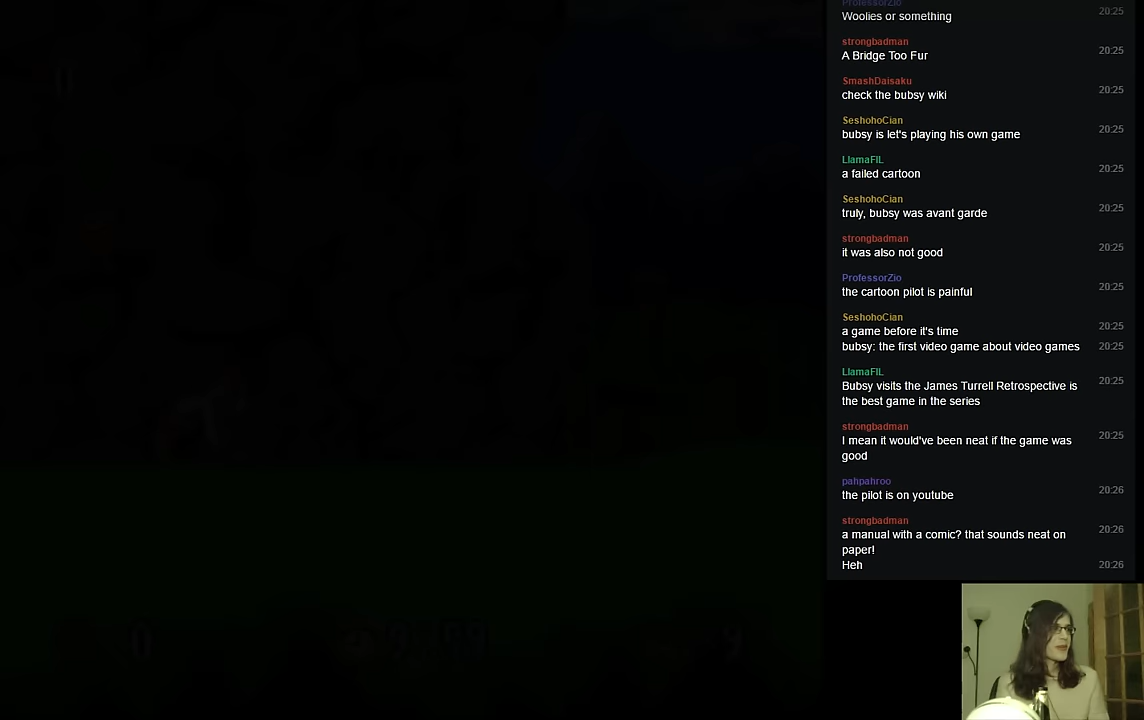 ProfessorZio
20:25
Woolies or something
strongbadman
20:25
A Bridge Too Fur
SmashDaisaku
20:25
check the bubsy wiki
SeshohoCian
20:25
bubsy is let's playing his own game
LlamaFIL
20:25
a failed cartoon
SeshohoCian
20:25
truly, bubsy was avant garde
strongbadman
20:25
it was also not good
ProfessorZio
20:25
the cartoon pilot is painful
SeshohoCian
20:25
a game before it's time
bubsy: the first video game about video games
20:25
LlamaFIL
20:25
Bubsy visits the James Turrell Retrospective is
the best game in the series
strongbadman
20:25
I mean it would've been neat if the game was
good
pahpahroo
20:26
the pilot is on youtube
strongbadman
20:26
a manual with a comic? that sounds neat on
paper!
Heh
20:26
0